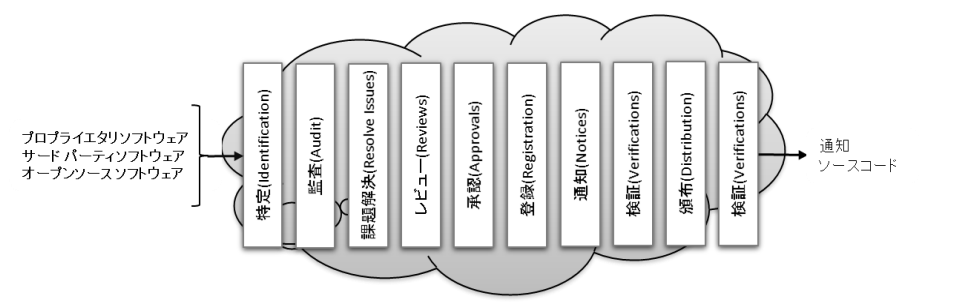 プロプライエタリソフトウェア
サード パーティソフトウェア
オープンソース ソフトウェア
特定(Identification)
監査(Audit)
課題解決(Resolve Issues)
レビュー(Reviews)
承認(Approvals)
登録(Registration)
通知(Notices)
検証(Verifications)
頒布(Distribution)
検証(Verifications)
通知
ソースコード